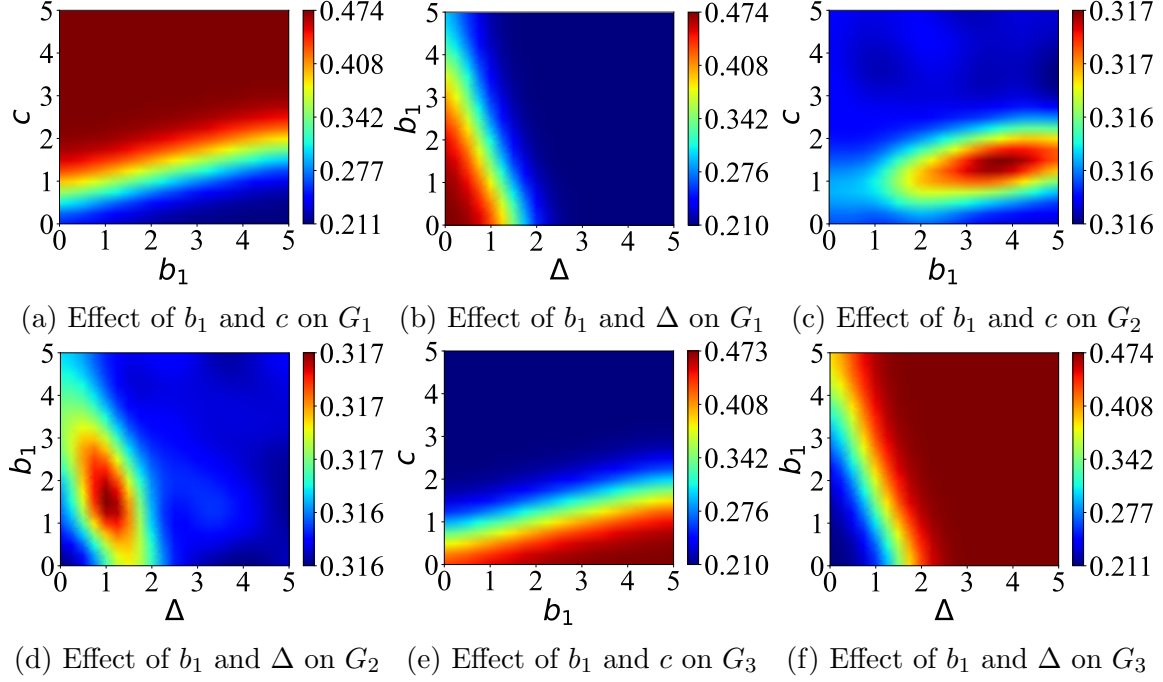 5
4
3
2
1
0
c
0 1 2 3 4 5
b₁
0.474
0.408
0.342
0.277
0.211
(a) Effect of b₁ and c on G₁
5
4
3
2
1
0
b₁
0 1 2 3 4 5
Δ
0.474
0.408
0.342
0.276
0.210
(b) Effect of b₁ and Δ on G₁
5
4
3
2
1
0
c
0 1 2 3 4 5
b₁
0.317
0.317
0.316
0.316
0.316
(c) Effect of b₁ and c on G₂
5
4
3
2
1
0
b₁
0 1 2 3 4 5
Δ
0.317
0.317
0.317
0.316
0.316
(d) Effect of b₁ and Δ on G₂
5
4
3
2
1
0
c
0 1 2 3 4 5
b₁
0.473
0.408
0.342
0.276
0.210
(e) Effect of b₁ and c on G₃
5
4
3
2
1
0
b₁
0 1 2 3 4 5
Δ
0.474
0.408
0.342
0.276
0.211
(f) Effect of b₁ and Δ on G₃